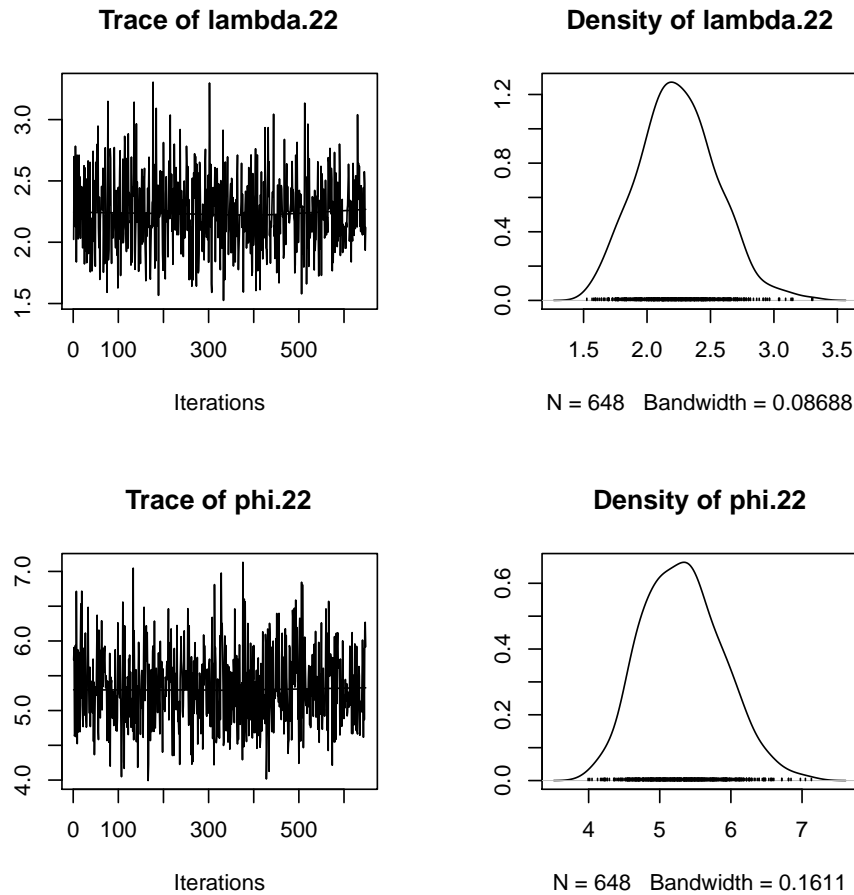 Trace of lambda.22
3.0
2.5
2.0
1.5
0 100 300 500
Iterations
Density of lambda.22
1.2
0.8
0.4
0.0
1.5 2.0 2.5 3.0 3.5
N = 648 Bandwidth = 0.08688
Trace of phi.22
7.0
6.0
5.0
4.0
0 100 300 500
Iterations
Density of phi.22
0.6
0.4
0.2
0.0
4 5 6 7
N = 648 Bandwidth = 0.1611